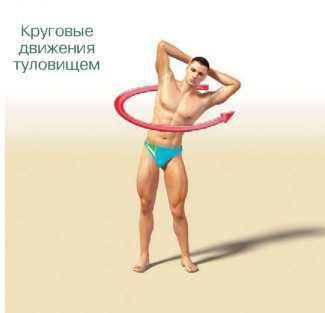 Круговые
движения
туловищем